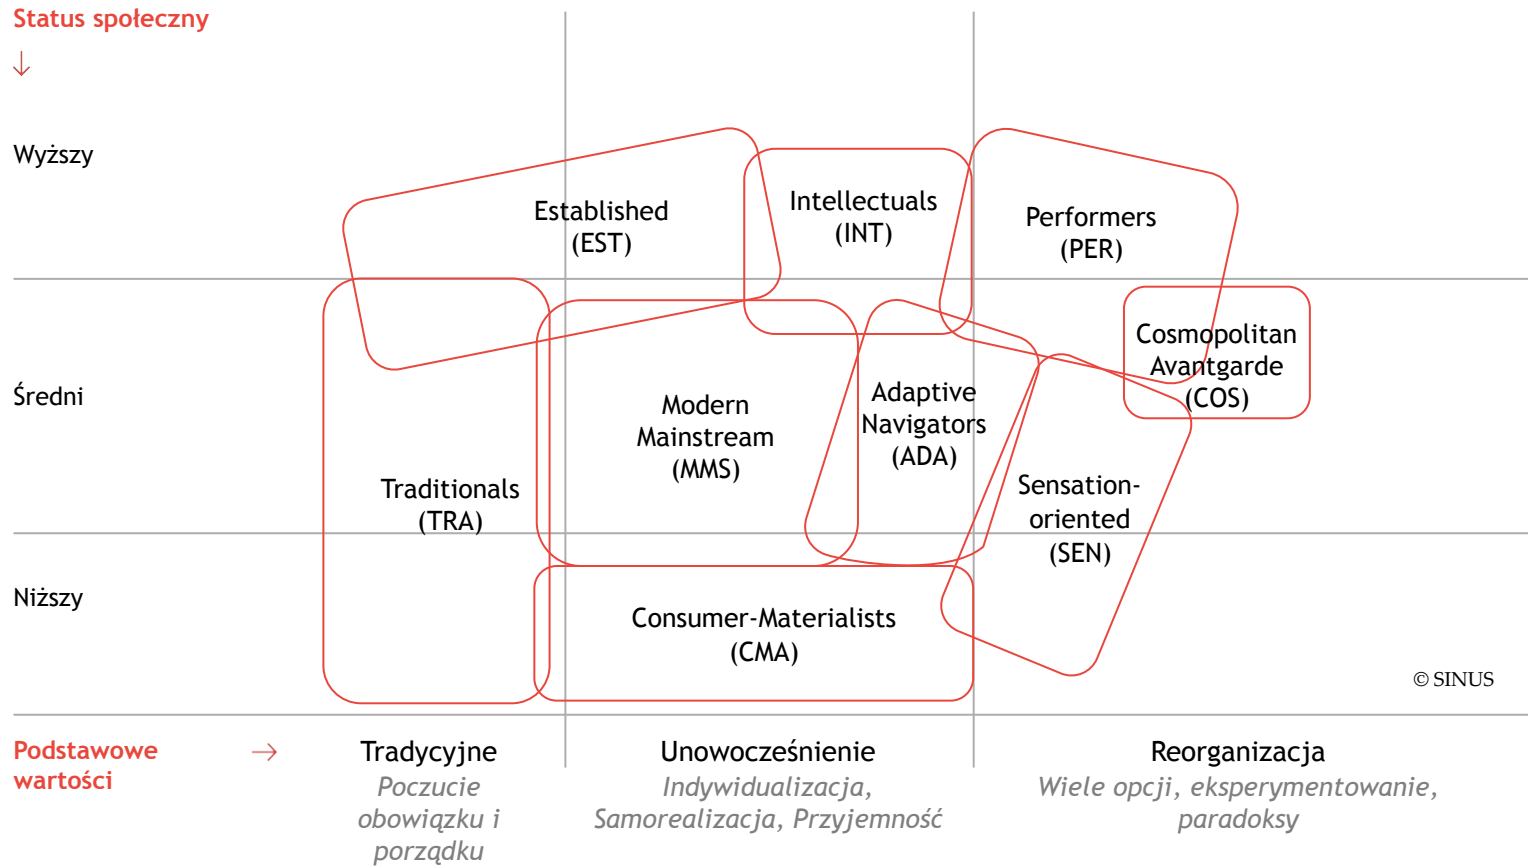 Status społeczny
↓
Wyższy
Established
(EST)
Intellectuals
(INT)
Performers
(PER)
Średni
Cosmopolitan
Avantgarde
(COS)
Modern
Mainstream
(MMS)
Adaptive
Navigators
(ADA)
Traditionals
(TRA)
Sensation-
oriented
(SEN)
Niższy
Consumer-Materialists
(CMA)
© SINUS
Podstawowe
wartości
→
Tradycyjne
Poczucie
obowiązku i
porządku
Unowocześnienie
Indywidualizacja,
Samorealizacja, Przyjemność
Reorganizacja
Wiele opcji, eksperymentowanie,
paradoksy